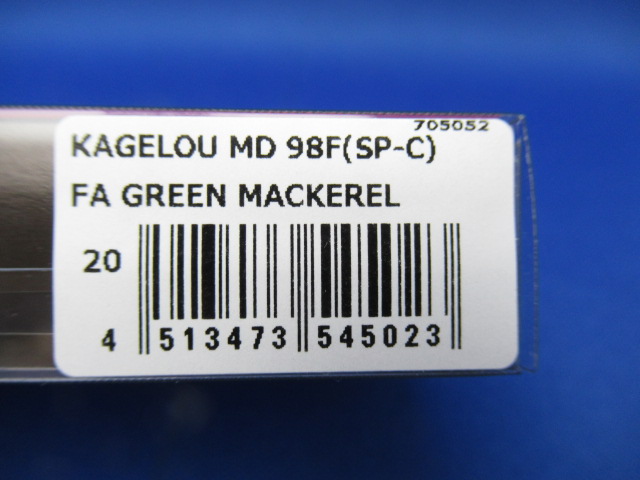 705052
KAGELOU MD 98F(SP-C)
FA GREEN MACKEREL
20
4 513473 545023